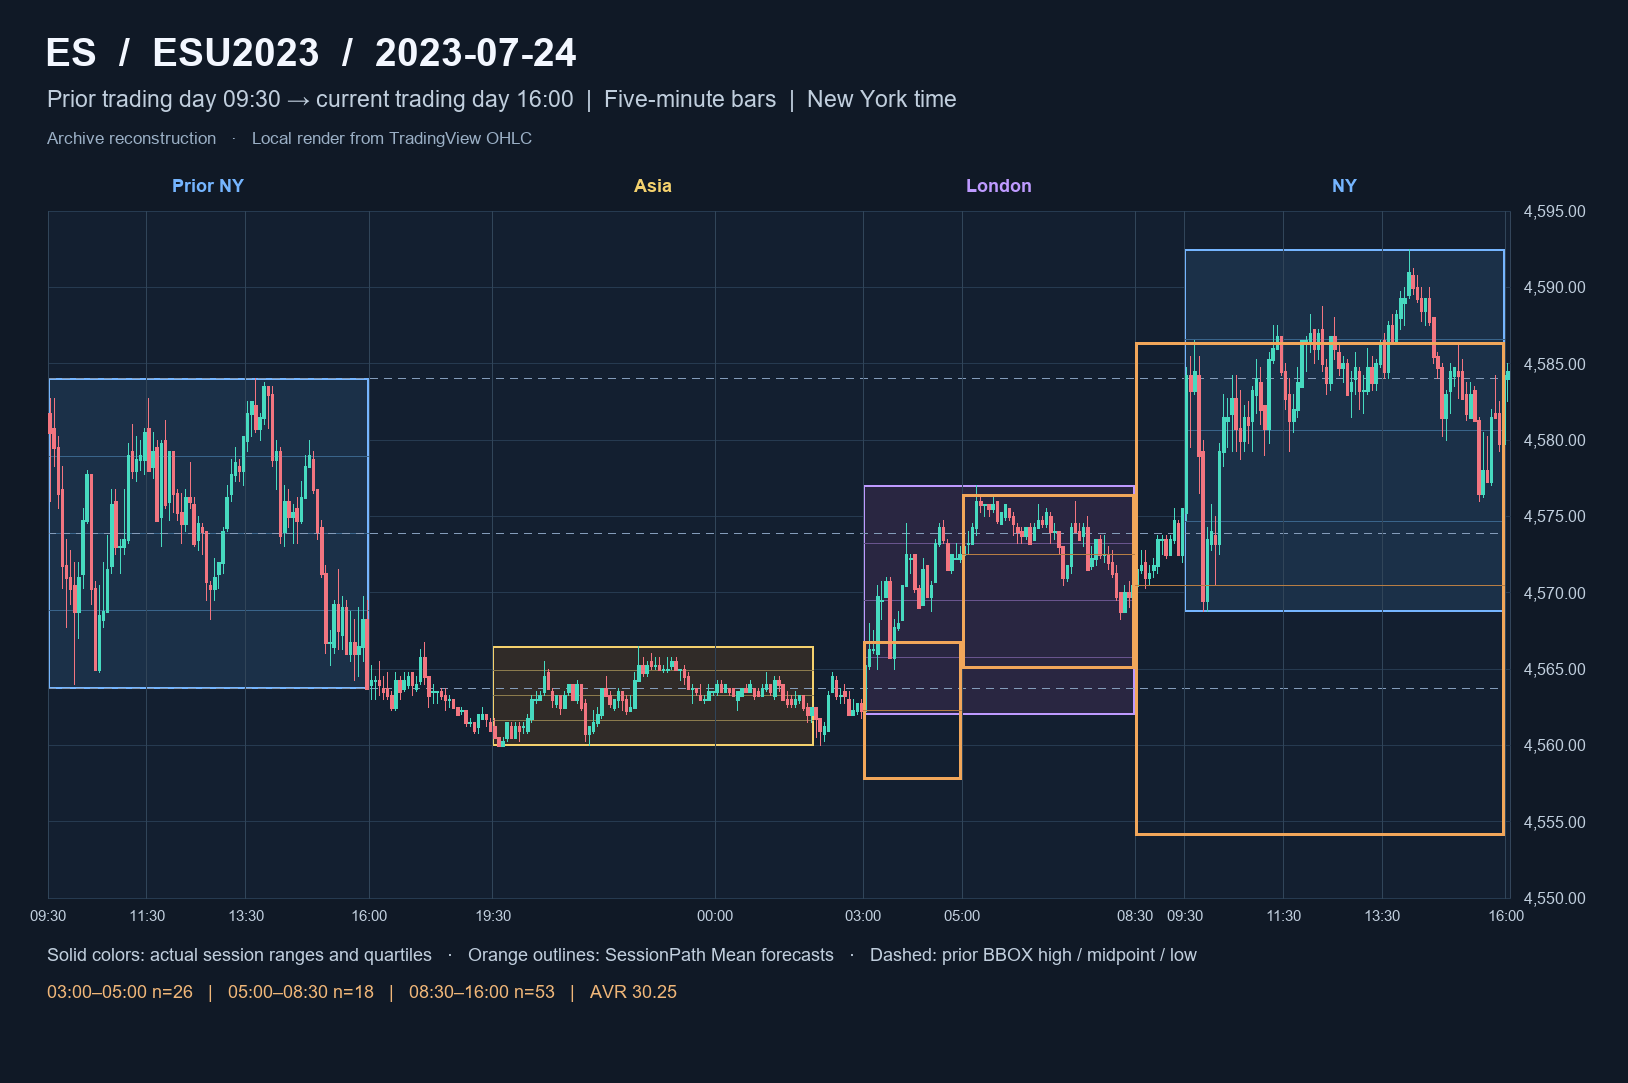 ES / ESU2023 / 2023-07-24
Prior trading day 09:30 → current trading day 16:00 | Five-minute bars | New York time
Archive reconstruction · Local render from TradingView OHLC
Prior NY Asia London NY
4,595.00
4,590.00
4,585.00
4,580.00
4,575.00
4,570.00
4,565.00
4,560.00
4,555.00
4,550.00
09:30 11:30 13:30 16:00 19:30 00:00 03:00 05:00 08:30 09:30 11:30 13:30 16:00
Solid colors: actual session ranges and quartiles · Orange outlines: SessionPath Mean forecasts · Dashed: prior BBOX high / midpoint / low
03:00–05:00 n=26 | 05:00–08:30 n=18 | 08:30–16:00 n=53 | AVR 30.25